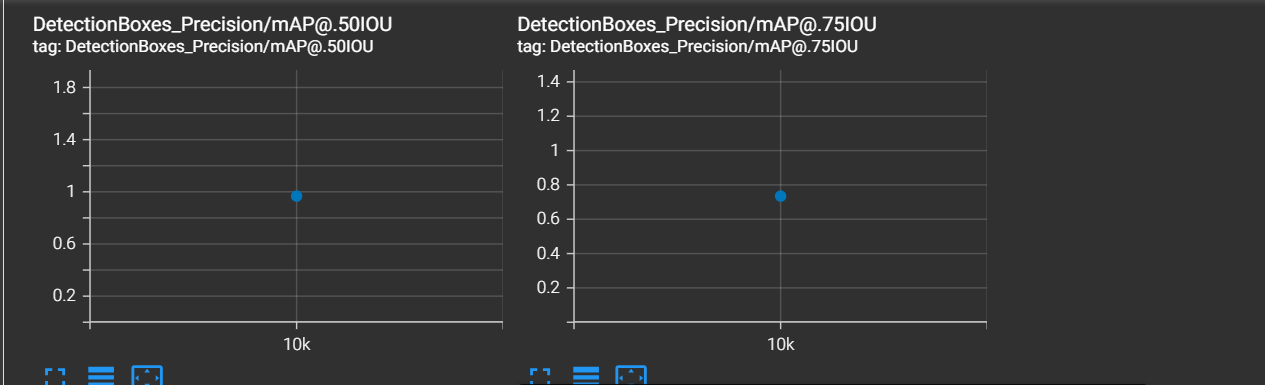 DetectionBoxes_Precision/mAP@.50IOU
tag: DetectionBoxes_Precision/mAP@.50IOU
1.8
1.4
1
0.6
0.2
10k
DetectionBoxes_Precision/mAP@.75IOU
tag: DetectionBoxes_Precision/mAP@.75IOU
1.4
1.2
1
0.8
0.6
0.4
0.2
10k